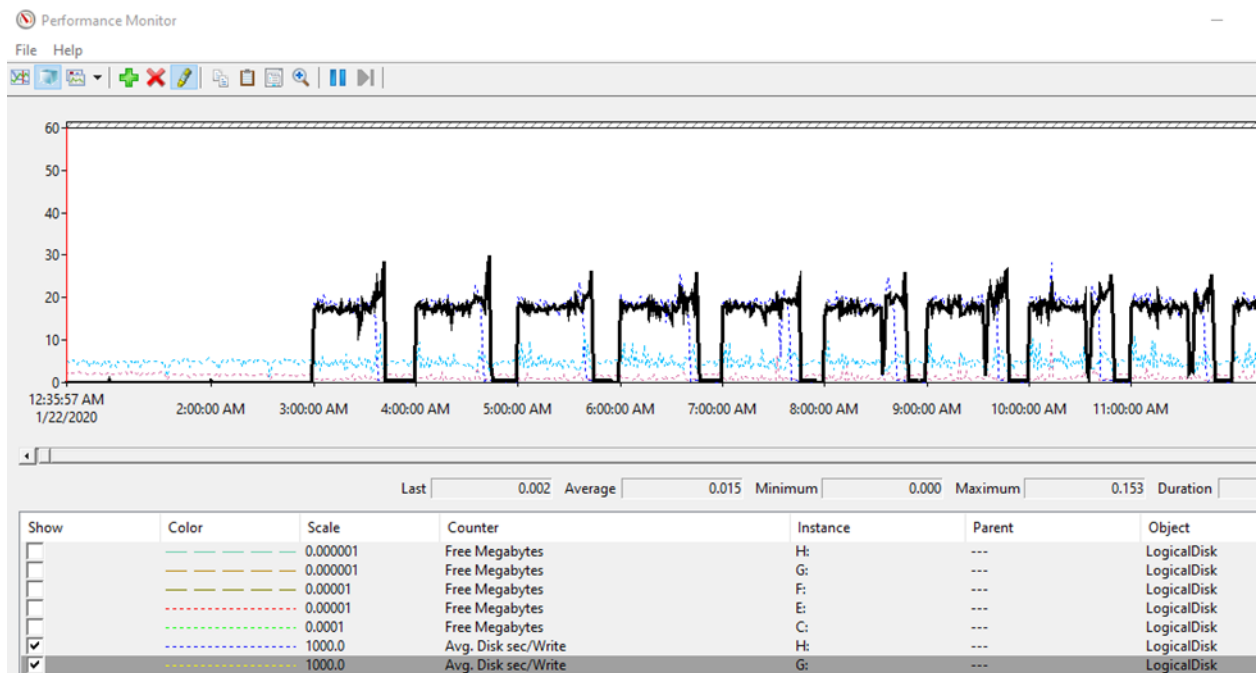 Performance Monitor
File Help
60
50
40
30
20
10
0
12:35:57 AM
1/22/2020
2:00:00 AM 3:00:00 AM 4:00:00 AM 5:00:00 AM 6:00:00 AM 7:00:00 AM 8:00:00 AM 9:00:00 AM 10:00:00 AM 11:00:00 AM
Last 0.002 Average 0.015 Minimum 0.000 Maximum 0.153 Duration
Show Color Scale Counter Instance Parent Object
0.000001 Free Megabytes H: --- LogicalDisk
0.000001 Free Megabytes G: --- LogicalDisk
0.00001 Free Megabytes F: --- LogicalDisk
0.00001 Free Megabytes E: --- LogicalDisk
0.0001 Free Megabytes C: --- LogicalDisk
1000.0 Avg. Disk sec/Write H: --- LogicalDisk
1000.0 Avg. Disk sec/Write G: --- LogicalDisk